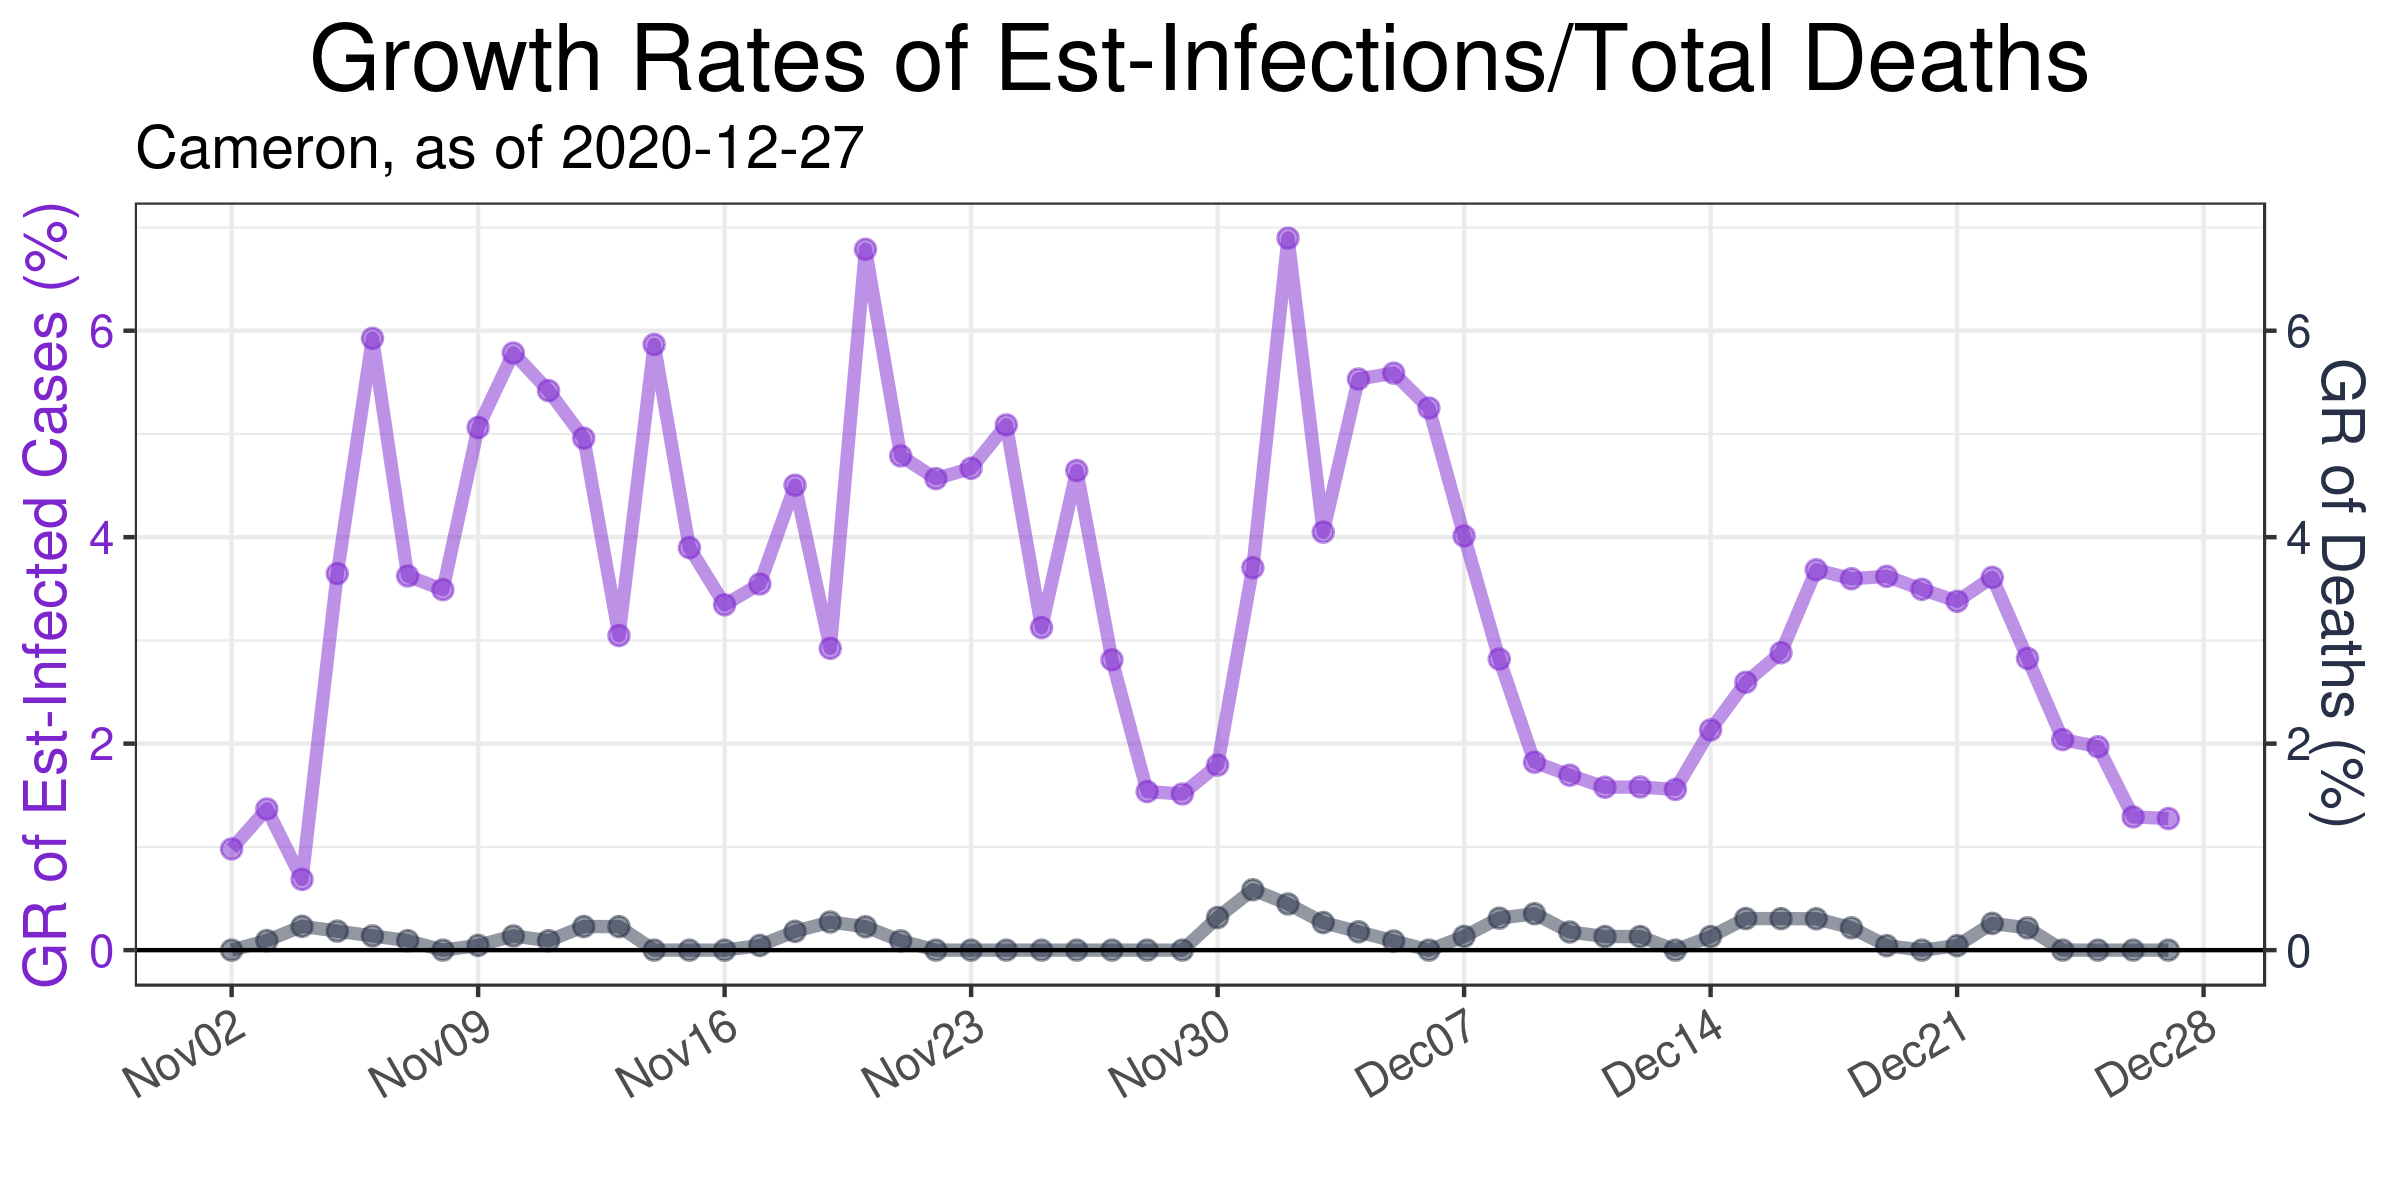 Growth Rates of Est-Infections/Total Deaths
Cameron, as of 2020-12-27
GR of Est-Infected Cases (%)
6
4
2
0
6
4
2
0
GR of Deaths (%)
Nov02
Nov09
Nov16
Nov23
Nov30
Dec07
Dec14
Dec21
Dec28